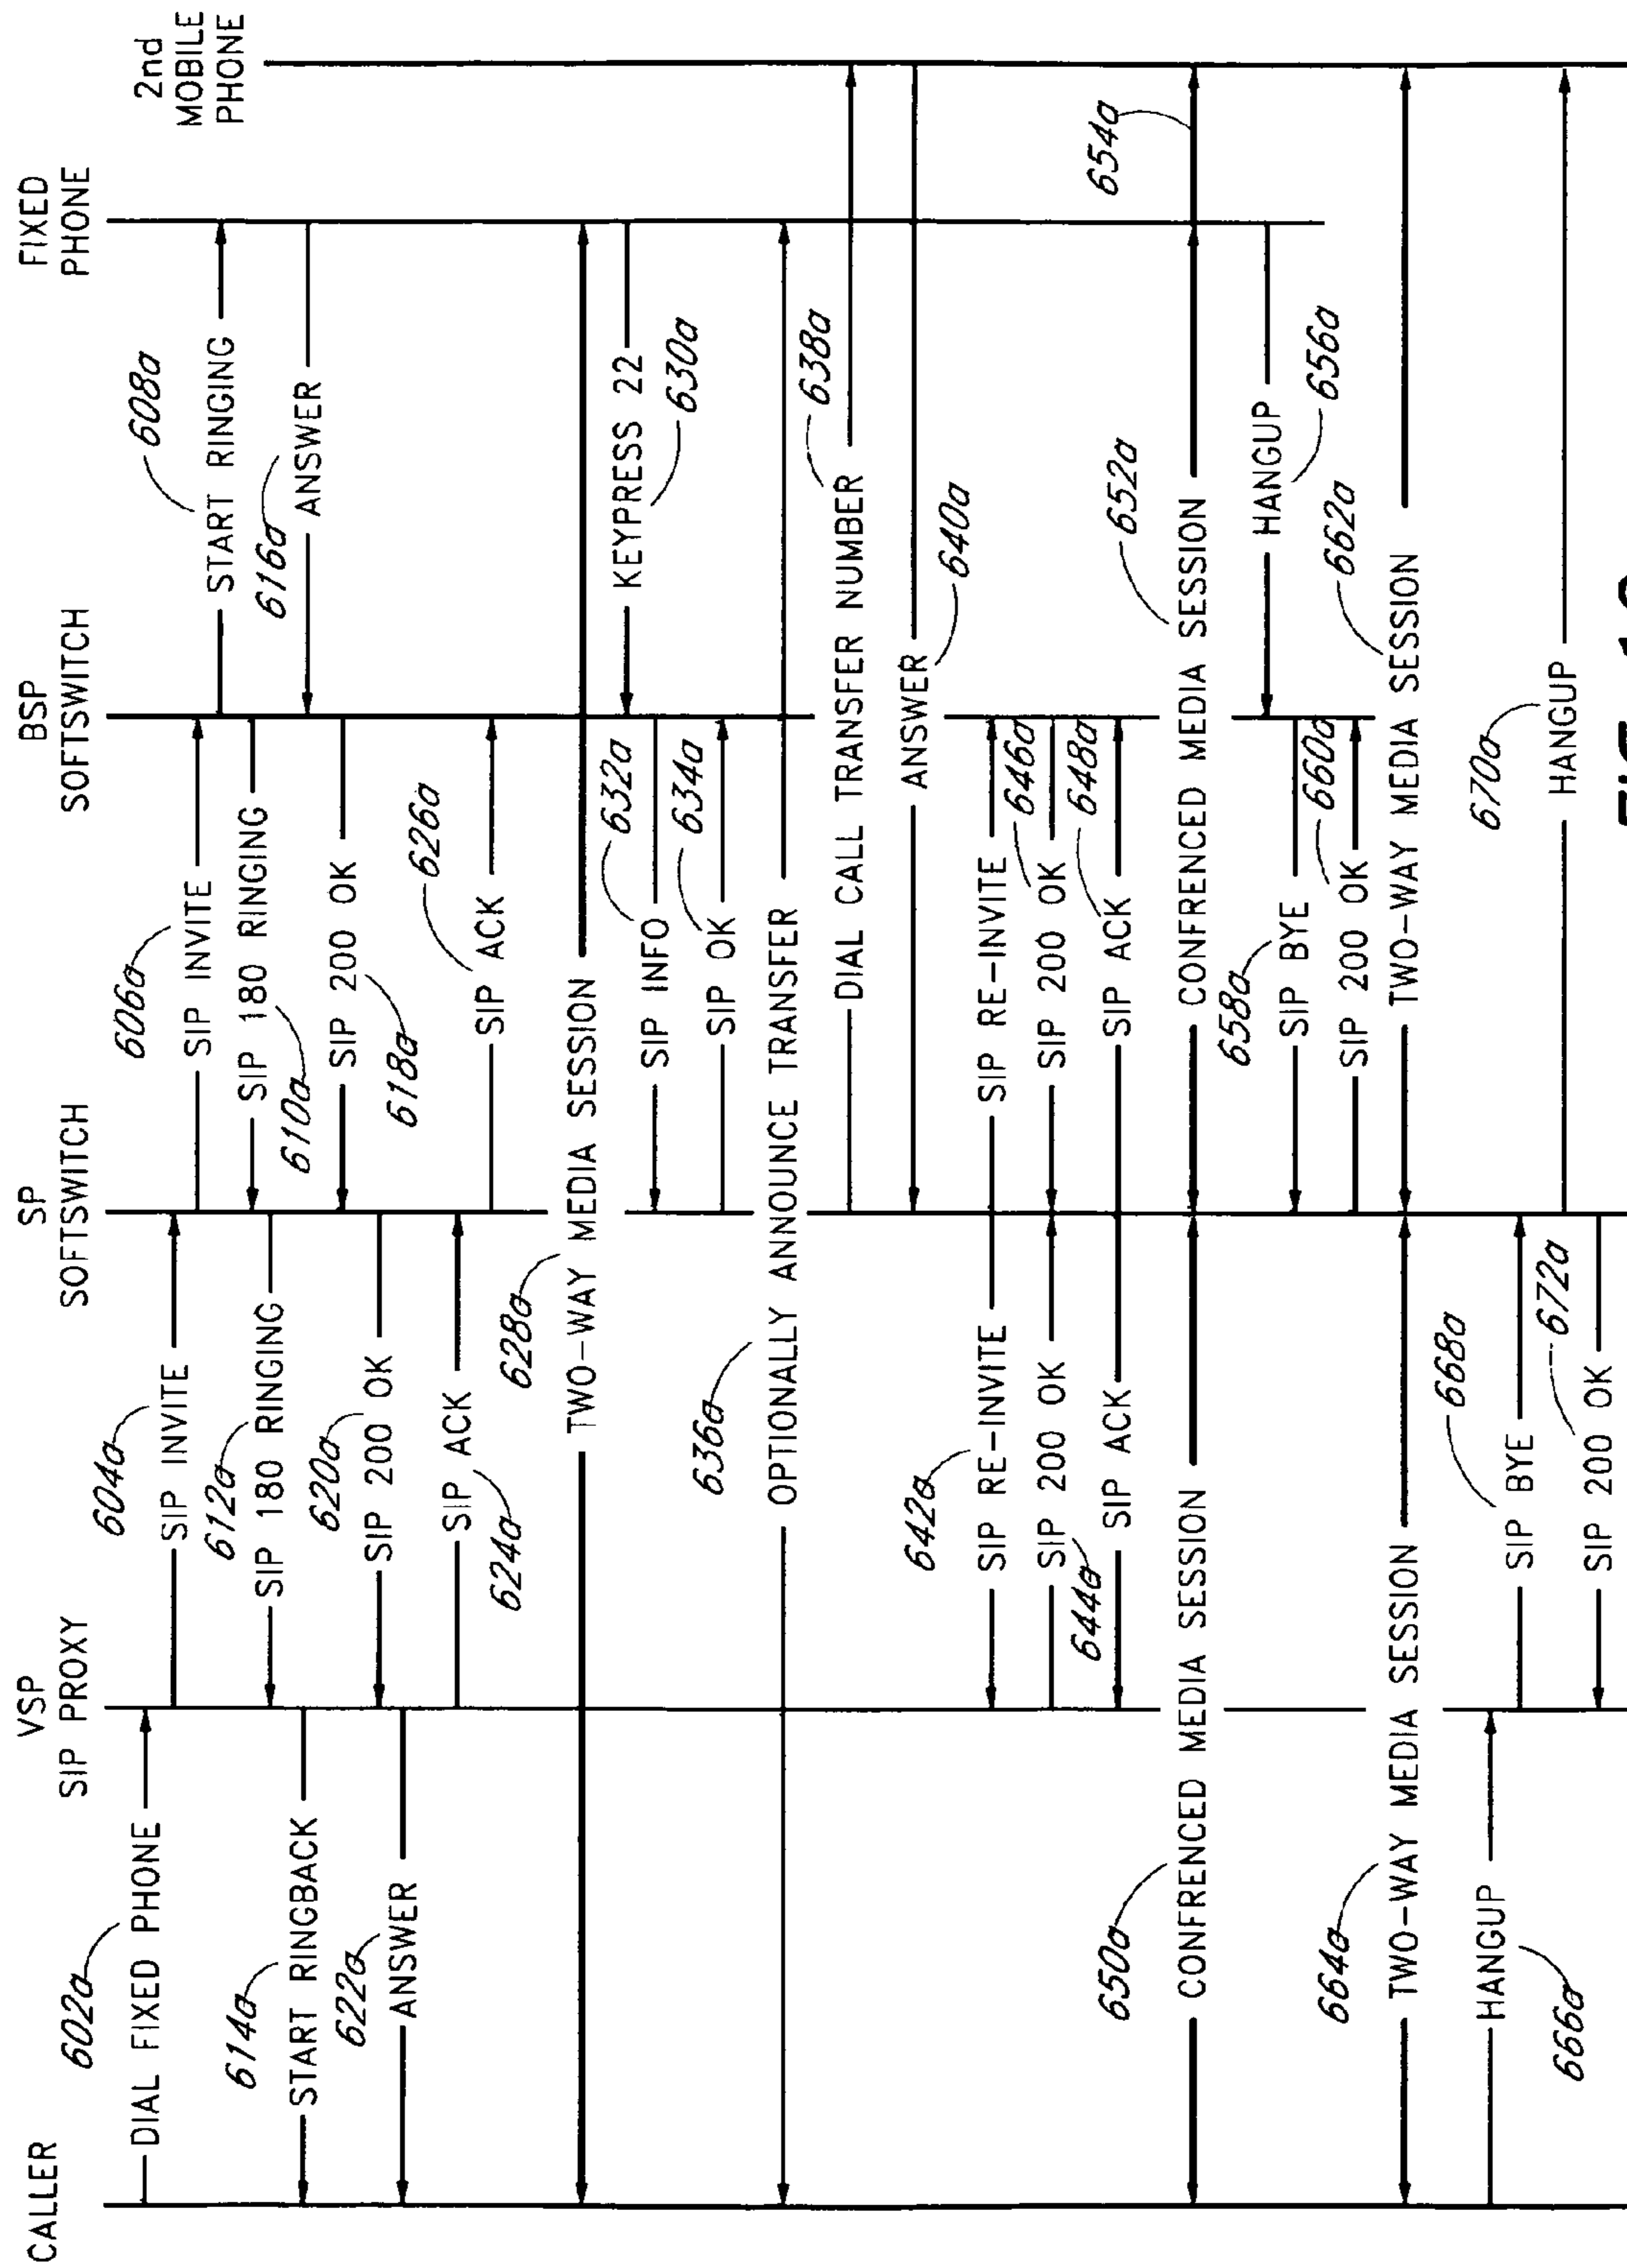 CALLER
VSP
SIP PROXY
SP
SOFTSWITCH
BSP
SOFTSWITCH
FIXED
PHONE
2nd
MOBILE
PHONE
602a
DIAL FIXED PHONE
604a
SIP INVITE
606a
SIP INVITE
608a
START RINGING
SIP 180 RINGING
610a
612a
SIP 180 RINGING
614a
START RINGBACK
616a
ANSWER
SIP 200 OK
618a
620a
SIP 200 OK
622a
ANSWER
SIP ACK
624a
626a
SIP ACK
628a
TWO-WAY MEDIA SESSION
KEYPRESS 22
630a
632a
SIP INFO
634a
SIP OK
636a
OPTIONALLY ANNOUNCE TRANSFER
638a
DIAL CALL TRANSFER NUMBER
ANSWER
640a
642a
SIP RE-INVITE
SIP RE-INVITE
SIP 200 OK
644a
646a
SIP 200 OK
SIP ACK
648a
SIP ACK
650a
CONFRENCED MEDIA SESSION
652a
CONFRENCED MEDIA SESSION
654a
HANGUP
656a
658a
SIP BYE
660a
SIP 200 OK
662a
TWO-WAY MEDIA SESSION
664a
TWO-WAY MEDIA SESSION
HANGUP
666a
668a
SIP BYE
670a
HANGUP
672a
SIP 200 OK